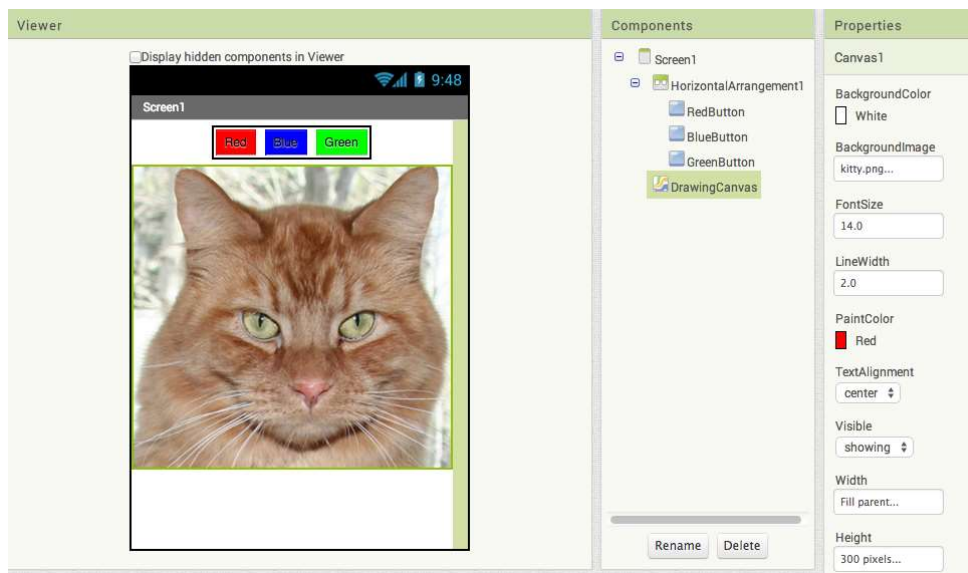 Viewer
Display hidden components in Viewer
9:48
Screen1
Red Blue Green
Components
Screen1
HorizontalArrangement1
RedButton
BlueButton
GreenButton
DrawingCanvas
Rename Delete
Properties
Canvas1
BackgroundColor
White
BackgroundImage
kitty.png...
FontSize
14.0
LineWidth
2.0
PaintColor
Red
TextAlignment
center
Visible
showing
Width
Fill parent...
Height
300 pixels...